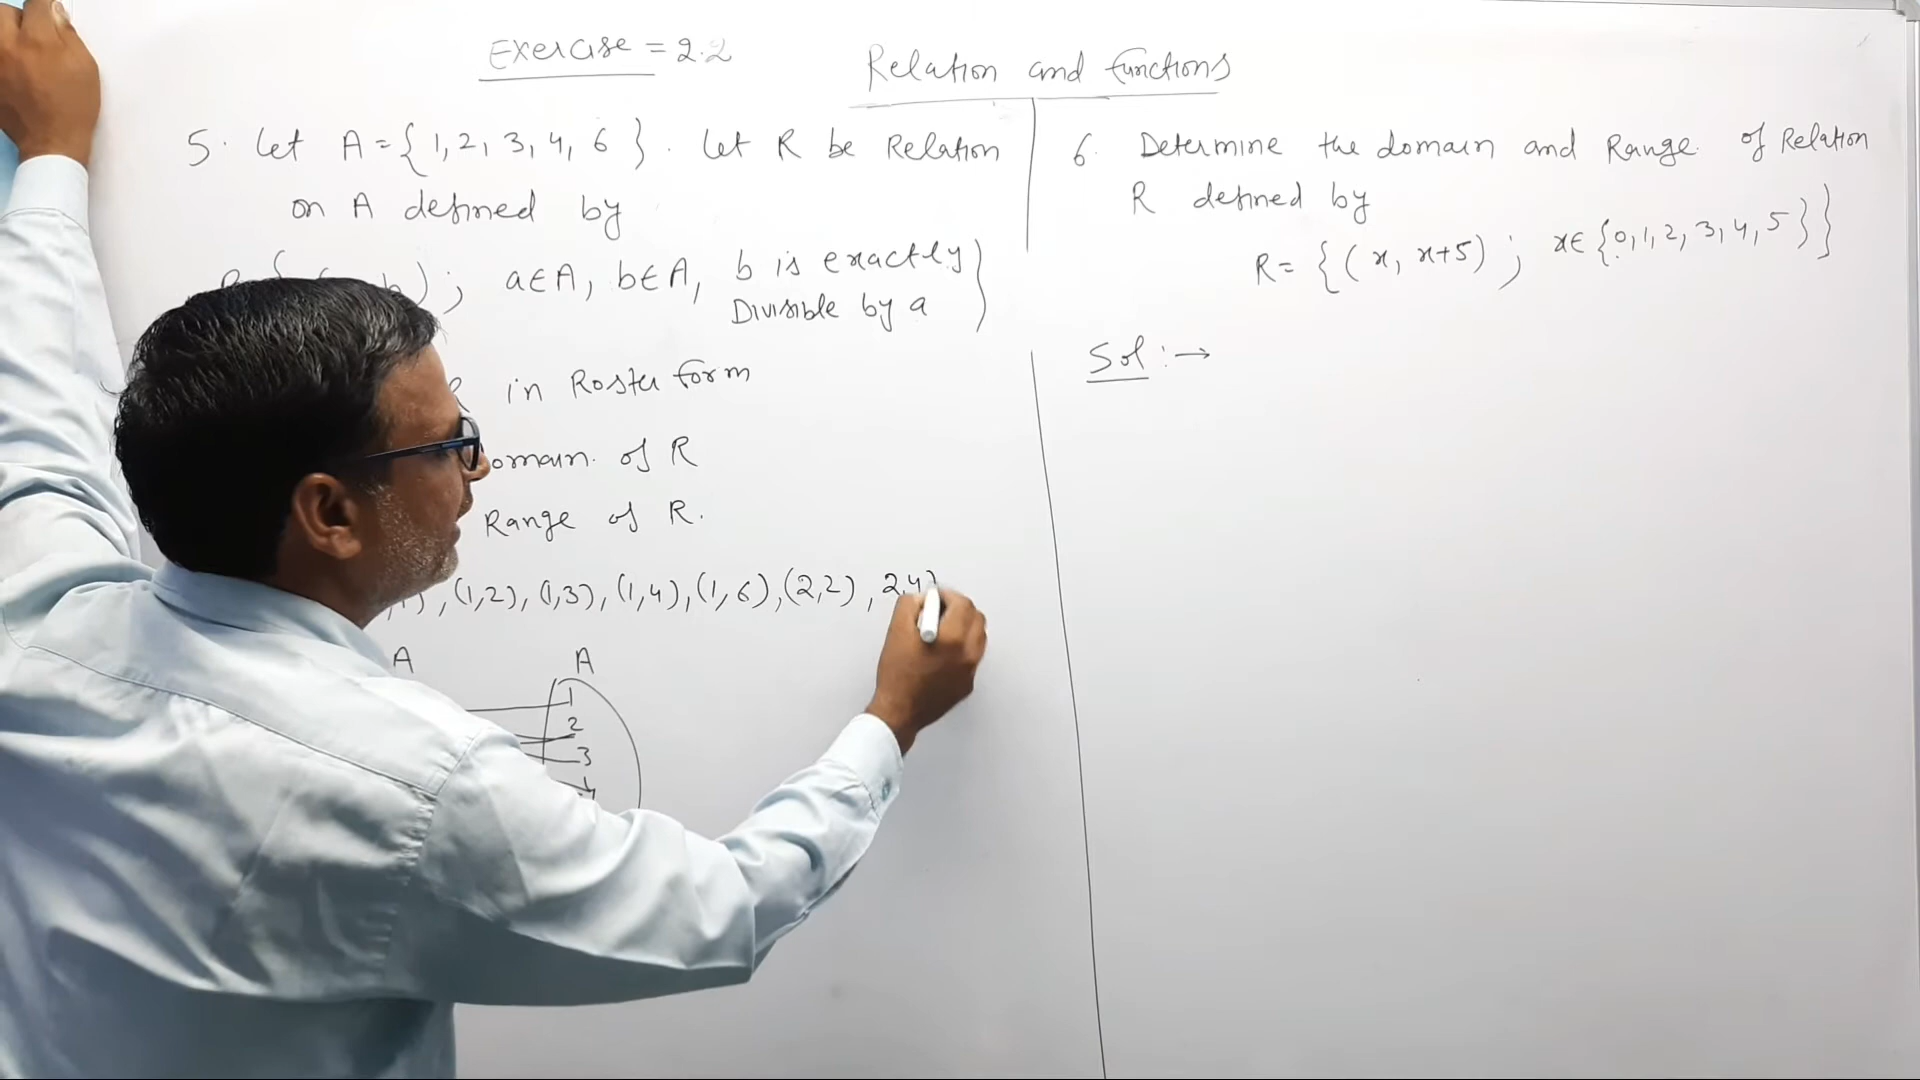 Exercise = 2.2
Relation and functions
5. Let A = { 1, 2, 3, 4, 6 } . Let R be Relation
on A defined by
b) ; a∈A, b∈A, b is exactly
Divisible by a }
in Roster form
omain. of R
Range of R.
, (1,2), (1,3), (1,4), (1,6), (2,2) , 2,4)
A A
1
2
3
4
6. Determine the domain and Range. of Relation
R defined by
R = { (x, x+5) ; x∈ {0, 1, 2, 3, 4, 5 } }
Sol :→